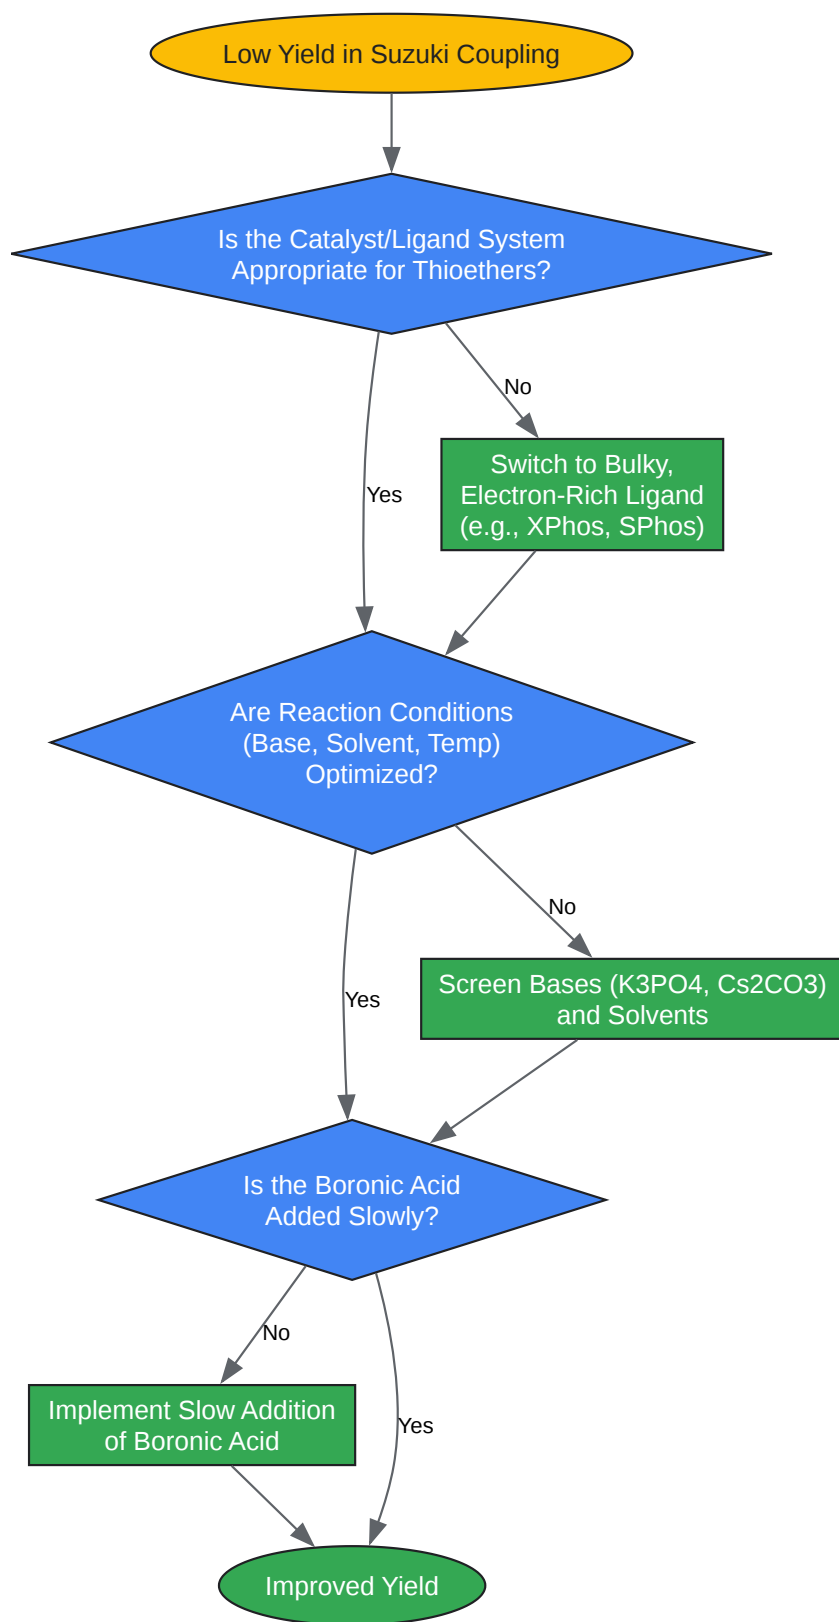 Low Yield in Suzuki Coupling
Is the Catalyst/Ligand System
Appropriate for Thioethers?
No
Switch to Bulky,
Electron-Rich Ligand
(e.g., XPhos, SPhos)
Yes
Are Reaction Conditions
(Base, Solvent, Temp)
Optimized?
No
Screen Bases (K3PO4, Cs2CO3)
and Solvents
Yes
Is the Boronic Acid
Added Slowly?
No
Implement Slow Addition
of Boronic Acid
Yes
Improved Yield